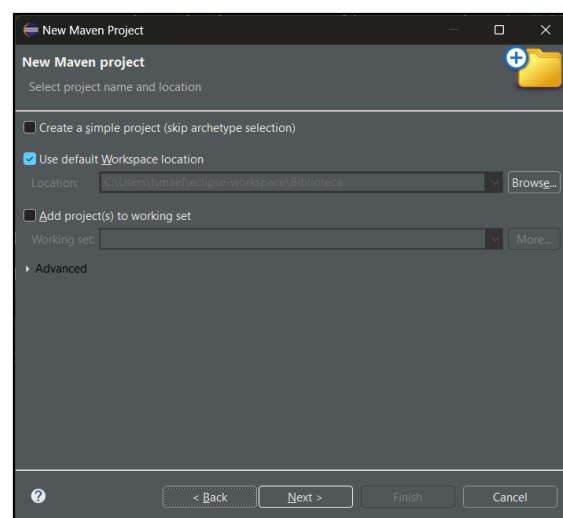 New Maven Project
New Maven project
Select project name and location
Create a simple project (skip archetype selection)
Use default Workspace location
Location: C:\Users\Ismael\eclipse-workspace\Biblioteca Browse...
Add project(s) to working set
Working set: More...
Advanced
< Back Next > Finish Cancel